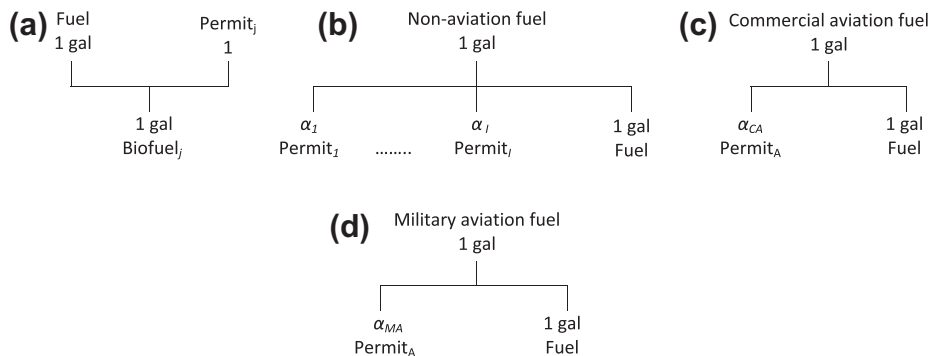 (a)
Fuel
1 gal
Permitj
1
1 gal
Biofuelj
(b)
Non-aviation fuel
1 gal
α1
Permit1
........
αI
PermitI
1 gal
Fuel
(c)
Commercial aviation fuel
1 gal
αCA
PermitA
1 gal
Fuel
(d)
Military aviation fuel
1 gal
αMA
PermitA
1 gal
Fuel